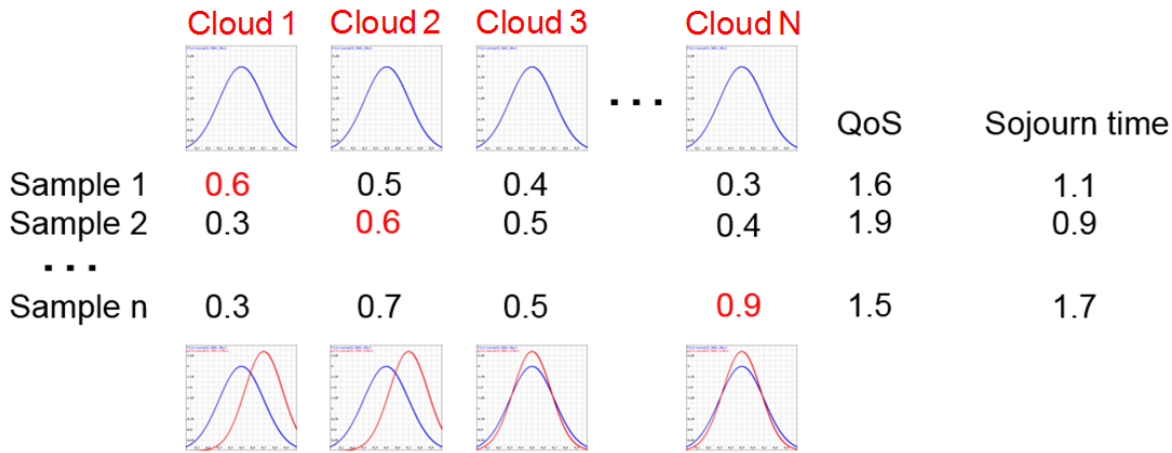 Cloud 1 Cloud 2 Cloud 3 Cloud N
... QoS Sojourn time
Sample 1 0.6 0.5 0.4 0.3 1.6 1.1
Sample 2 0.3 0.6 0.5 0.4 1.9 0.9
...
Sample n 0.3 0.7 0.5 0.9 1.5 1.7